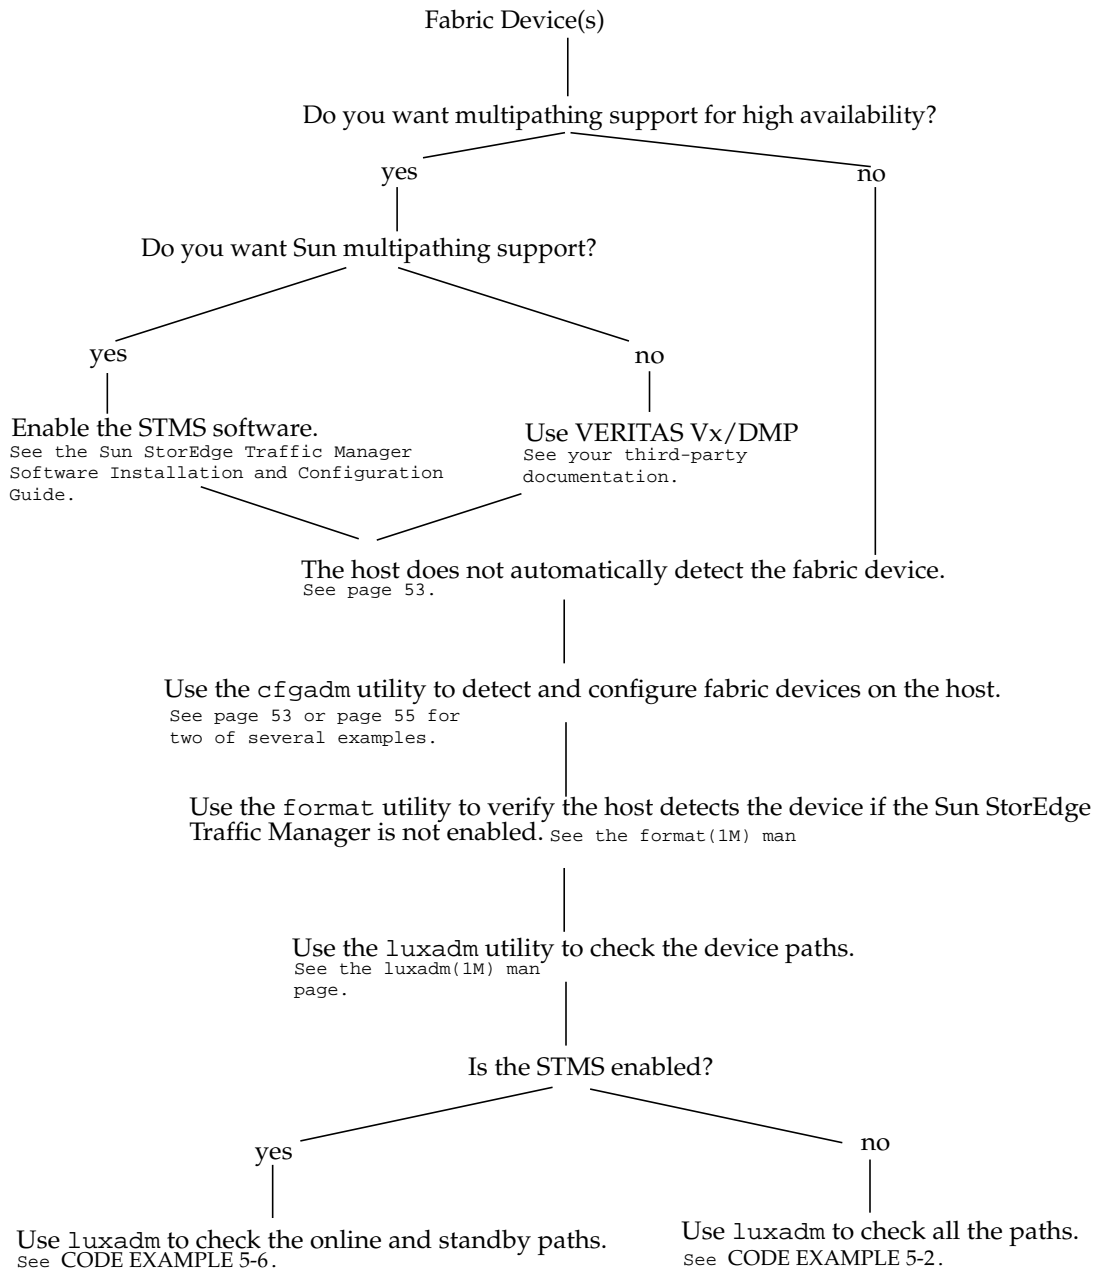 Fabric Device(s)
Do you want multipathing support for high availability?
yes
no
Do you want Sun multipathing support?
yes
no
Enable the STMS software.
See the Sun StorEdge Traffic Manager
Software Installation and Configuration
Guide.
Use VERITAS Vx/DMP
See your third-party
documentation.
The host does not automatically detect the fabric device.
See page 53.
Use the cfgadm utility to detect and configure fabric devices on the host.
See page 53 or page 55 for
two of several examples.
Use the format utility to verify the host detects the device if the Sun StorEdge
Traffic Manager is not enabled. See the format(1M) man
Use the luxadm utility to check the device paths.
See the luxadm(1M) man
page.
Is the STMS enabled?
yes
no
Use luxadm to check the online and standby paths.
See CODE EXAMPLE 5-6.
Use luxadm to check all the paths.
See CODE EXAMPLE 5-2.